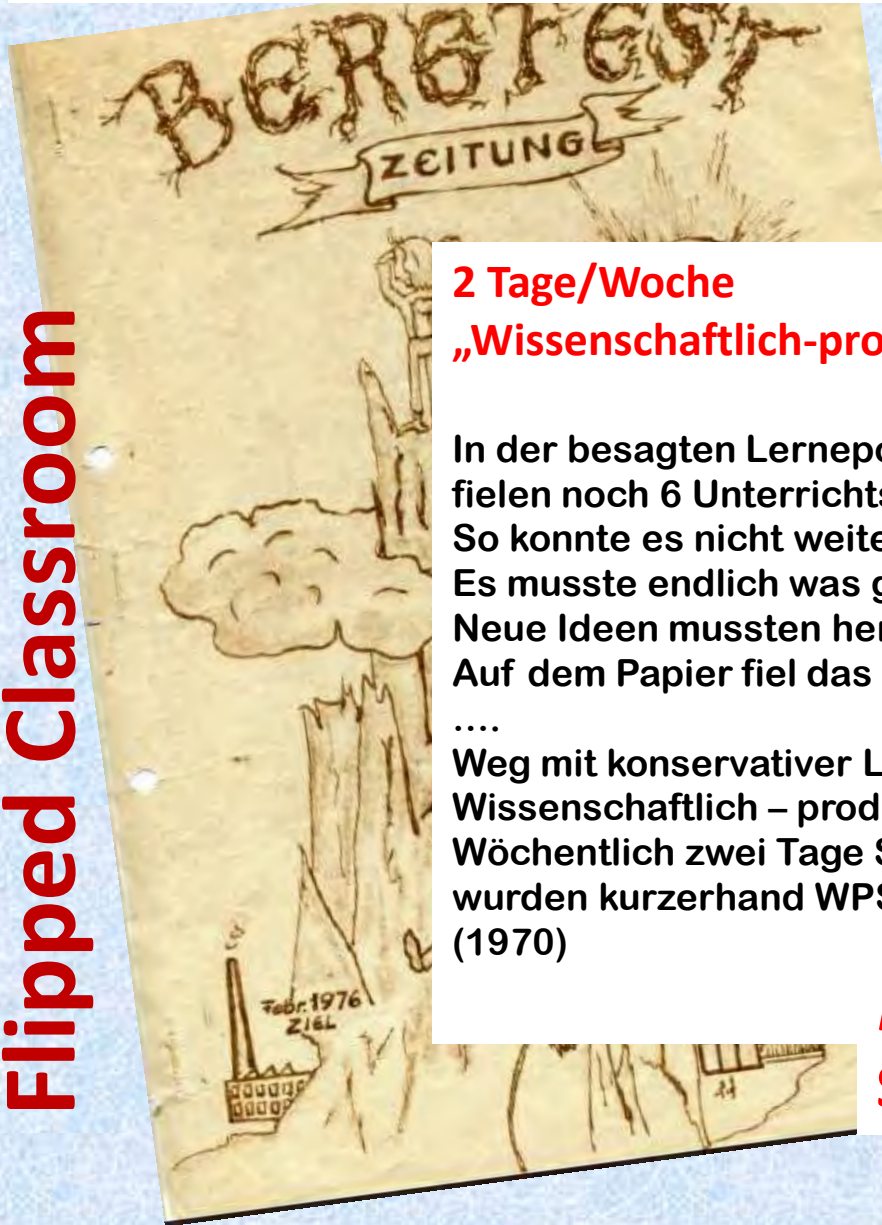 BERGFEST
ZEITUNG
Flipped Classroom
2 Tage/Woche
„Wissenschaftlich-pro
In der besagten Lernepo
fielen noch 6 Unterrichts
So konnte es nicht weite
Es musste endlich was g
Neue Ideen mussten her
Auf dem Papier fiel das
....
Weg mit konservativer L
Wissenschaftlich – prod
Wöchentlich zwei Tage S
wurden kurzerhand WPS
(1970)
Febr. 1976
ZIEL